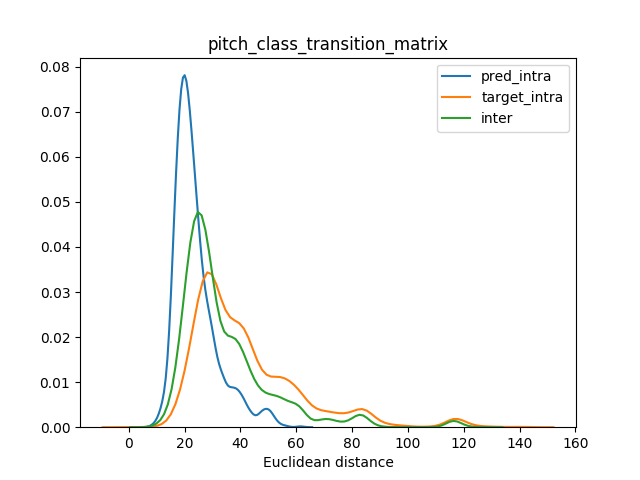 pitch_class_transition_matrix
pred_intra
target_intra
inter
0.08
0.07
0.06
0.05
0.04
0.03
0.02
0.01
0.00
0 20 40 60 80 100 120 140 160
Euclidean distance